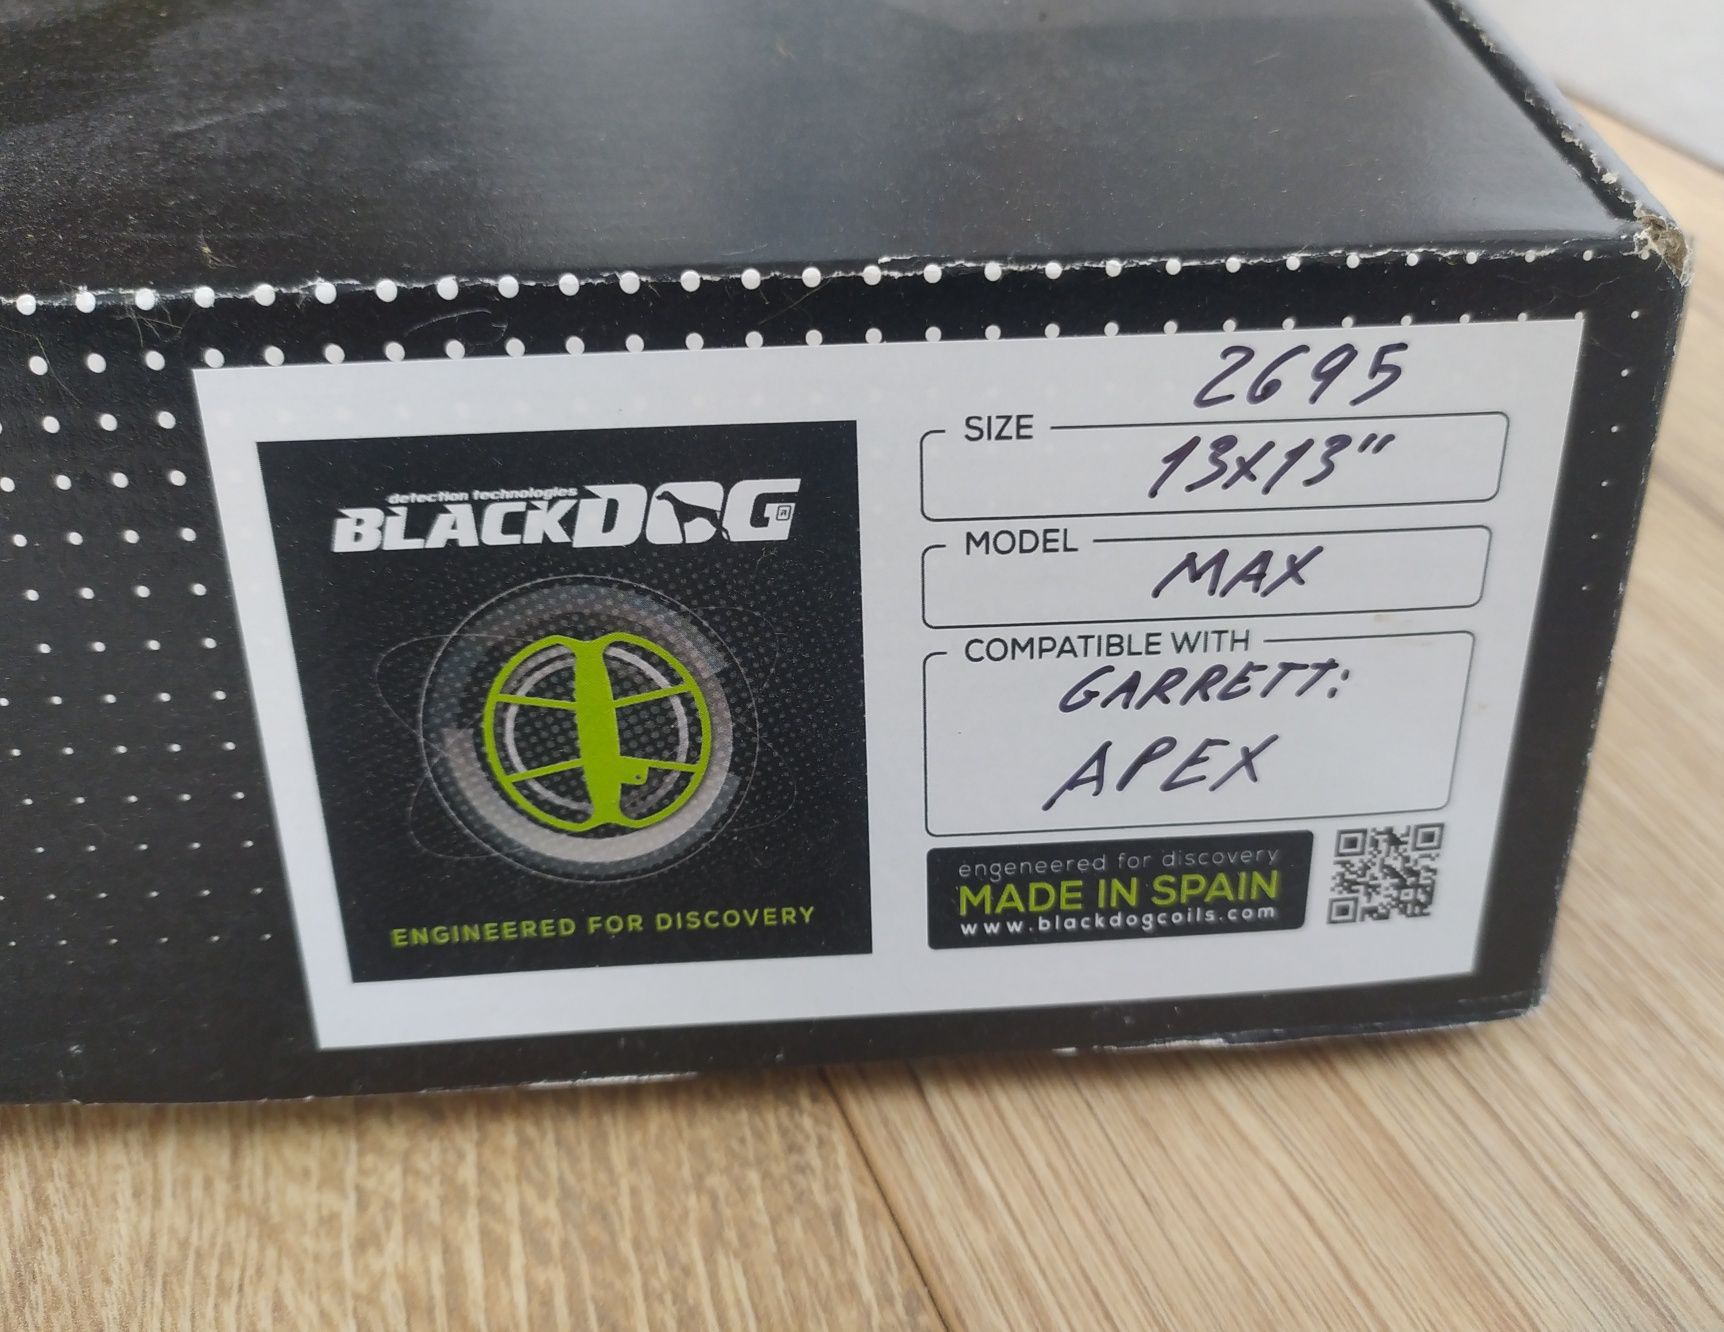 detection technologies
BLACKDOG
ENGINEERED FOR DISCOVERY
2695
SIZE
13x13"
MODEL
MAX
COMPATIBLE WITH
GARRETT:
APEX
engeneered for discovery
MADE IN SPAIN
www.blackdogcoils.com